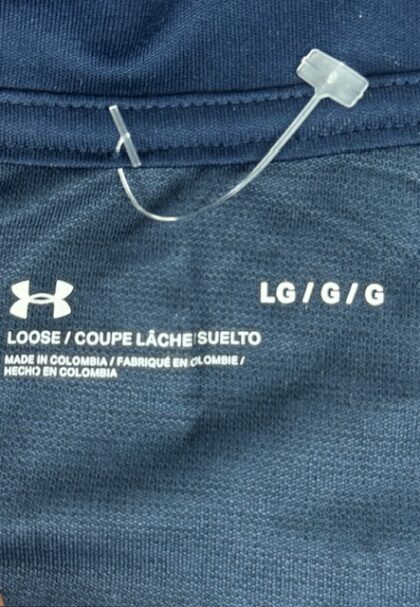 LG / G / G
LOOSE / COUPE LÂCHE/SUELTO
MADE IN COLOMBIA / FABRIQUÉ EN COLOMBIE /
HECHO EN COLOMBIA